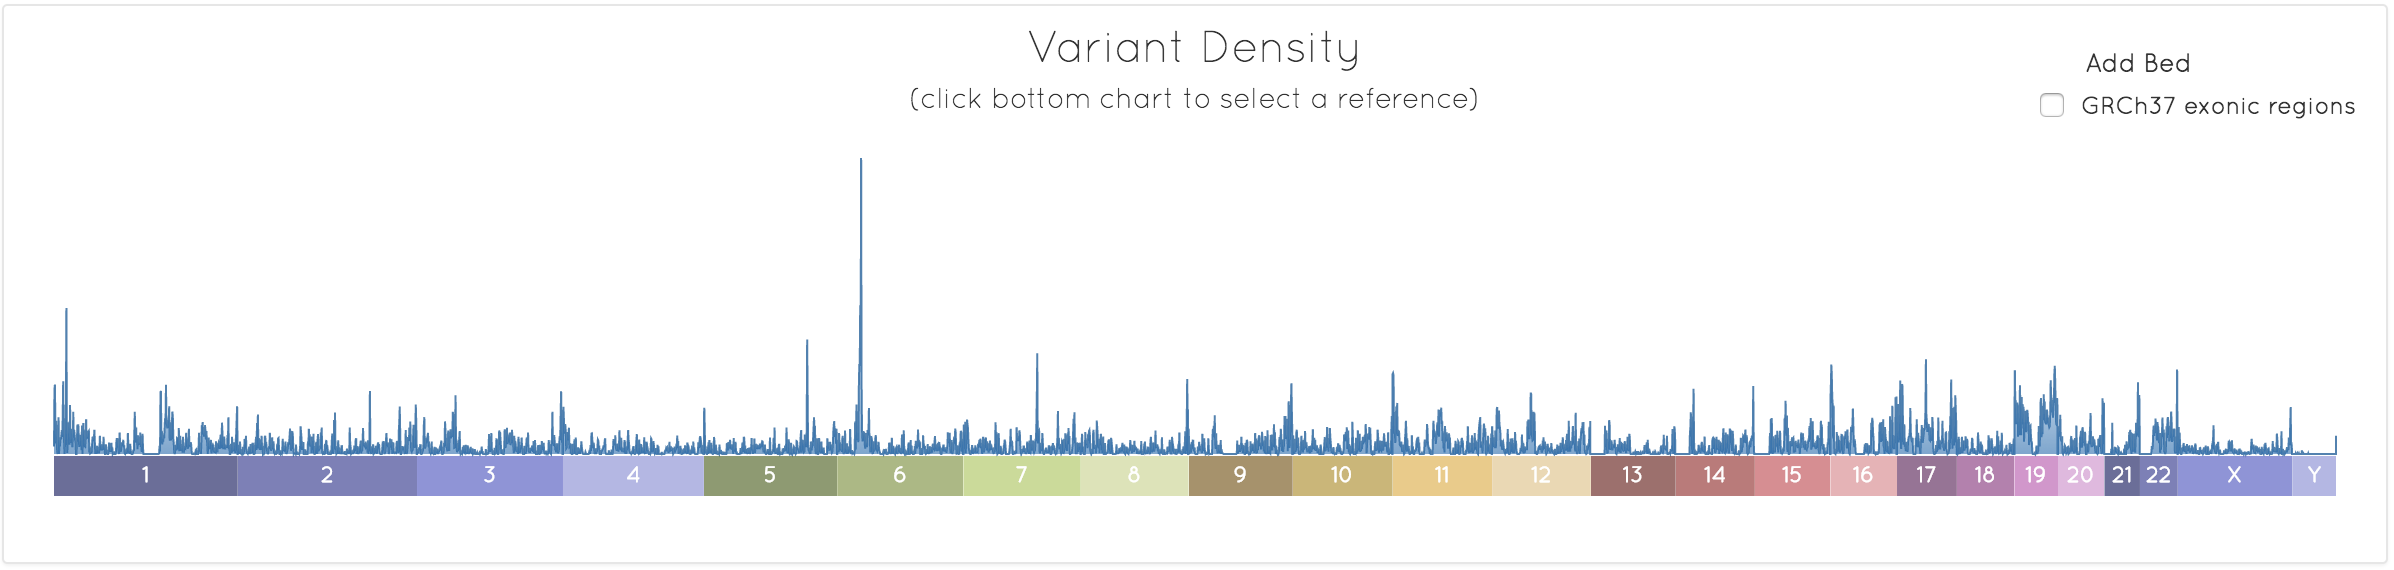 Variant Density
(click bottom chart to select a reference)
Add Bed
GRCh37 exonic regions
1 2 3 4 5 6 7 8 9 10 11 12 13 14 15 16 17 18 19 20 21 22 X Y